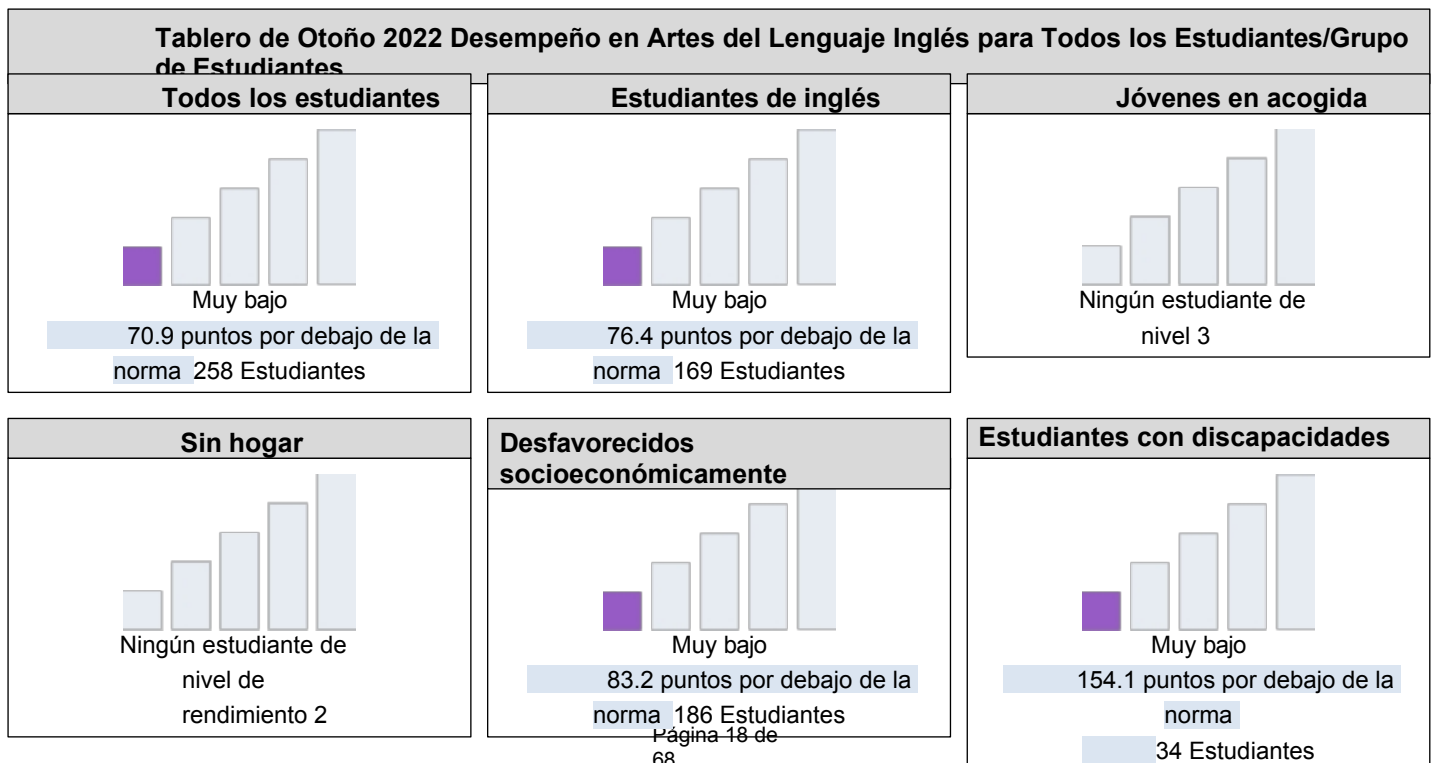 Tablero de Otoño 2022 Desempeño en Artes del Lenguaje Inglés para Todos los Estudiantes/Grupo
de Estudiantes
Todos los estudiantes
Muy bajo
70.9 puntos por debajo de la
norma 258 Estudiantes
Estudiantes de inglés
Muy bajo
76.4 puntos por debajo de la
norma 169 Estudiantes
Jóvenes en acogida
Ningún estudiante de
nivel 3
Sin hogar
Ningún estudiante de
nivel de
rendimiento 2
Desfavorecidos
socioeconómicamente
Muy bajo
83.2 puntos por debajo de la
norma 186 Estudiantes
Estudiantes con discapacidades
Muy bajo
154.1 puntos por debajo de la
norma
34 Estudiantes
Página 18 de
68